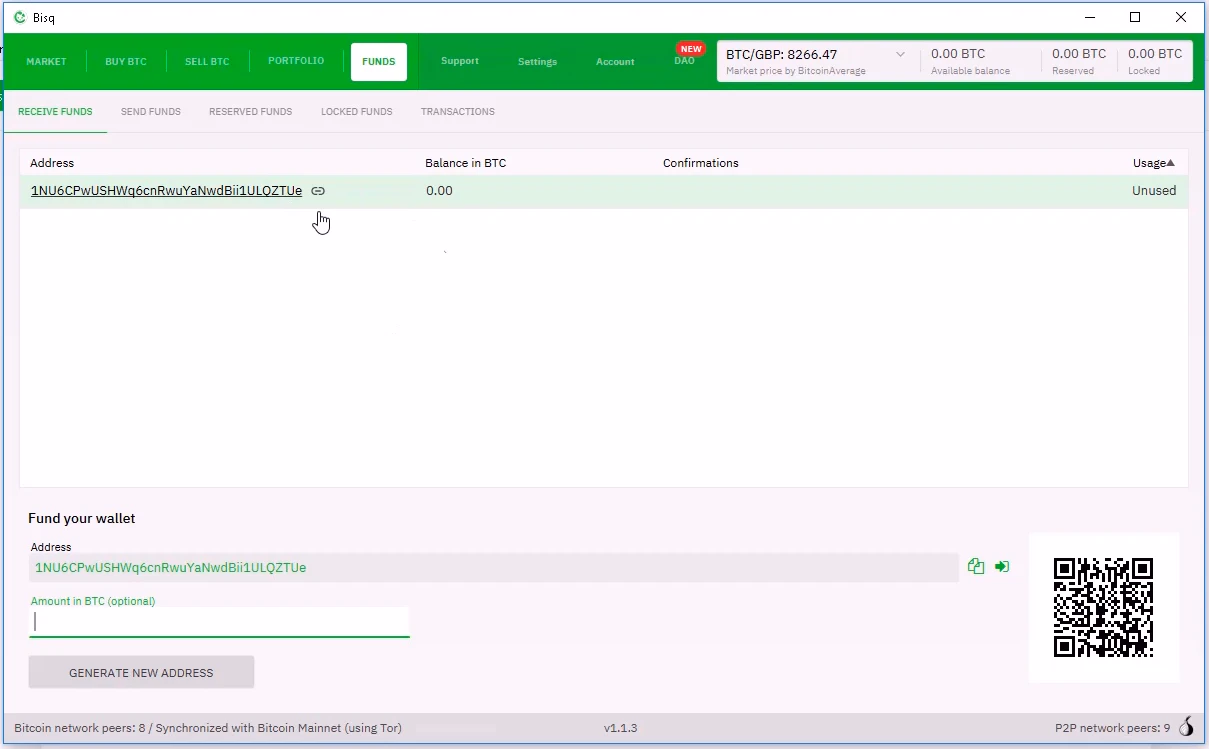 Bisq
MARKET BUY BTC SELL BTC PORTFOLIO FUNDS Support Settings Account DAO NEW
BTC/GBP: 8266.47 0.00 BTC 0.00 BTC 0.00 BTC
Market price by BitcoinAverage Available balance Reserved Locked
RECEIVE FUNDS SEND FUNDS RESERVED FUNDS LOCKED FUNDS TRANSACTIONS
Address Balance in BTC Confirmations Usage
1NU6CPwUSHWq6cnRwuYaNwdBii1ULQZTUe 0.00 Unused
Fund your wallet
Address
1NU6CPwUSHWq6cnRwuYaNwdBii1ULQZTUe
Amount in BTC (optional)
GENERATE NEW ADDRESS
Bitcoin network peers: 8 / Synchronized with Bitcoin Mainnet (using Tor) v1.1.3 P2P network peers: 9